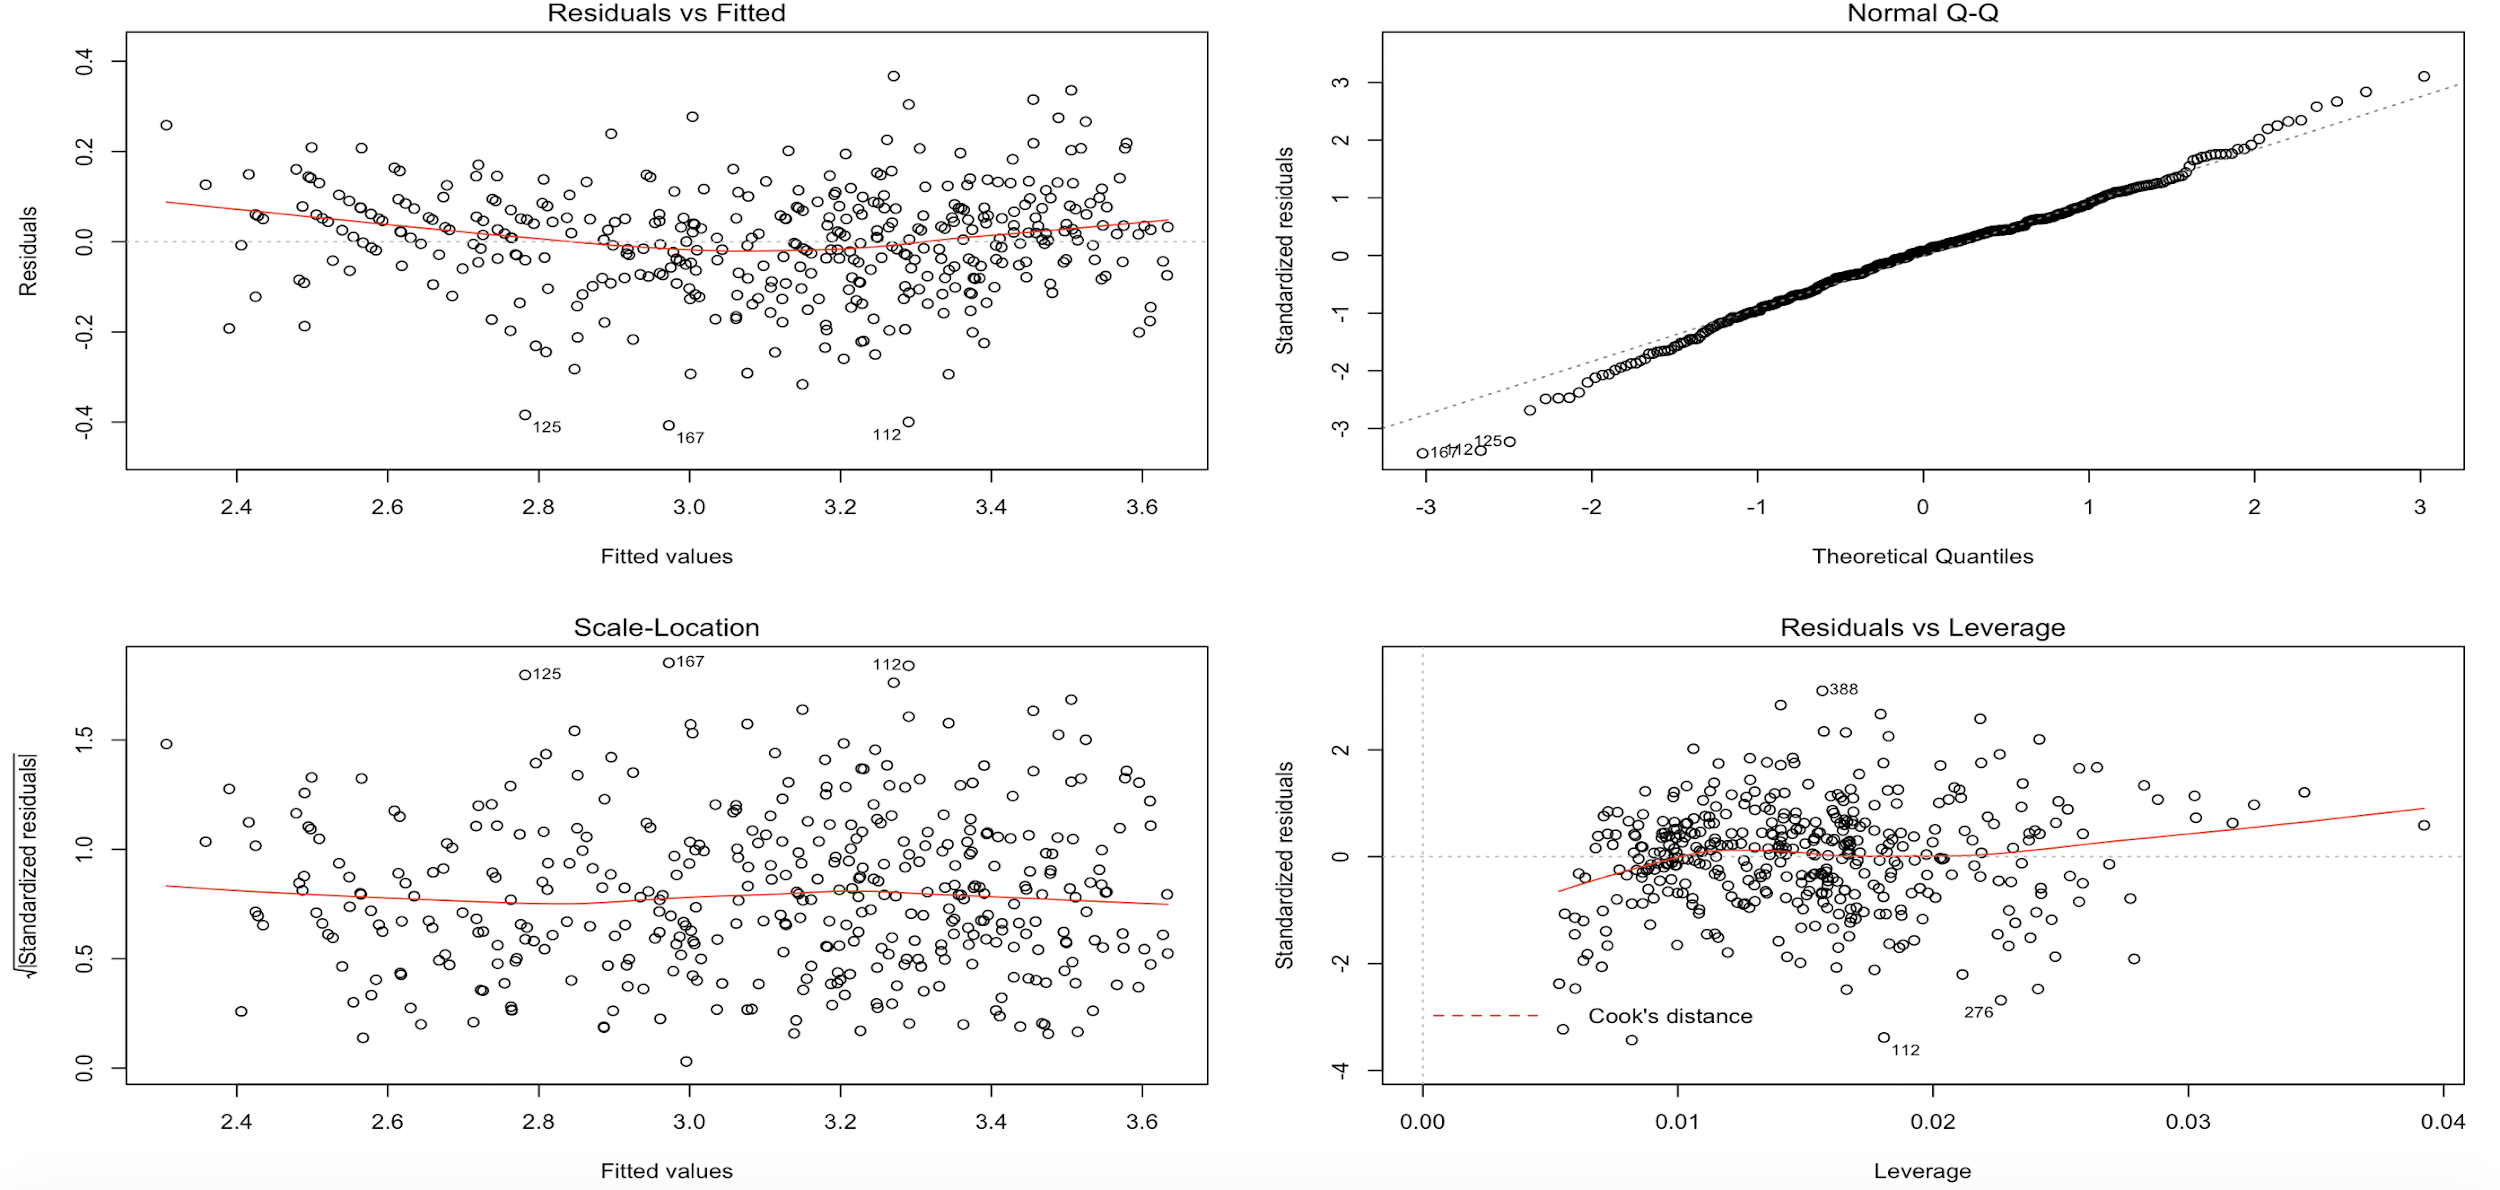 Residuals vs Fitted
Residuals
0.4
0.2
0.0
-0.2
-0.4
125
167
112
2.4 2.6 2.8 3.0 3.2 3.4 3.6
Fitted values
Normal Q-Q
Standardized residuals
3
2
1
0
-1
-2
-3
167
112
125
-3 -2 -1 0 1 2 3
Theoretical Quantiles
Scale-Location
√|Standardized residuals|
1.5
1.0
0.5
0.0
125
167
112
2.4 2.6 2.8 3.0 3.2 3.4 3.6
Fitted values
Residuals vs Leverage
Standardized residuals
2
0
-2
-4
388
276
112
Cook's distance
0.00 0.01 0.02 0.03 0.04
Leverage